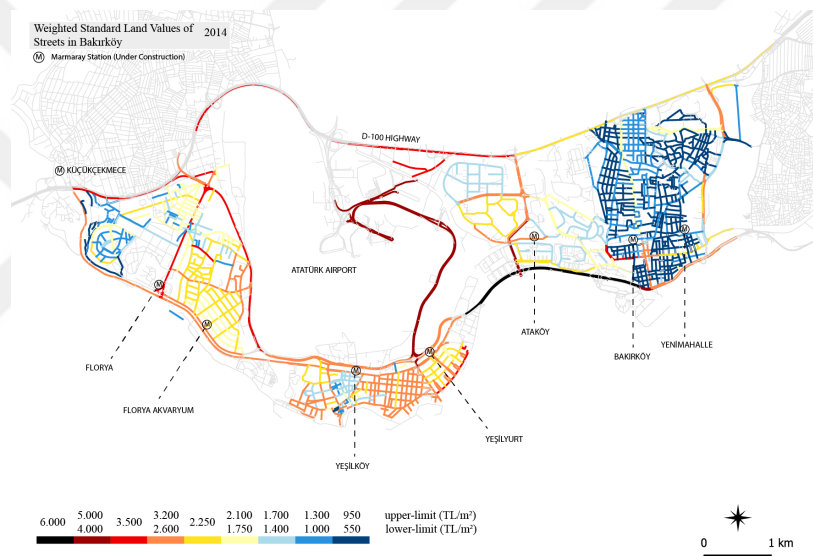 Weighted Standard Land Values of 2014
Streets in Bakırköy
M Marmaray Station (Under Construction)
D-100 HIGHWAY
M KÜÇÜKÇEKMECE
M
M
M
ATATÜRK AIRPORT
M
M
M
M
M
ATAKÖY
YENİMAHALLE
BAKIRKÖY
FLORYA
FLORYA AKVARYUM
YEŞİLYURT
YEŞİLKÖY
6.000 5.000 3.500 3.200 2.250 2.100 1.700 1.300 950 upper-limit (TL/m²)
4.000 2.600 1.750 1.400 1.000 550 lower-limit (TL/m²)
0 1 km